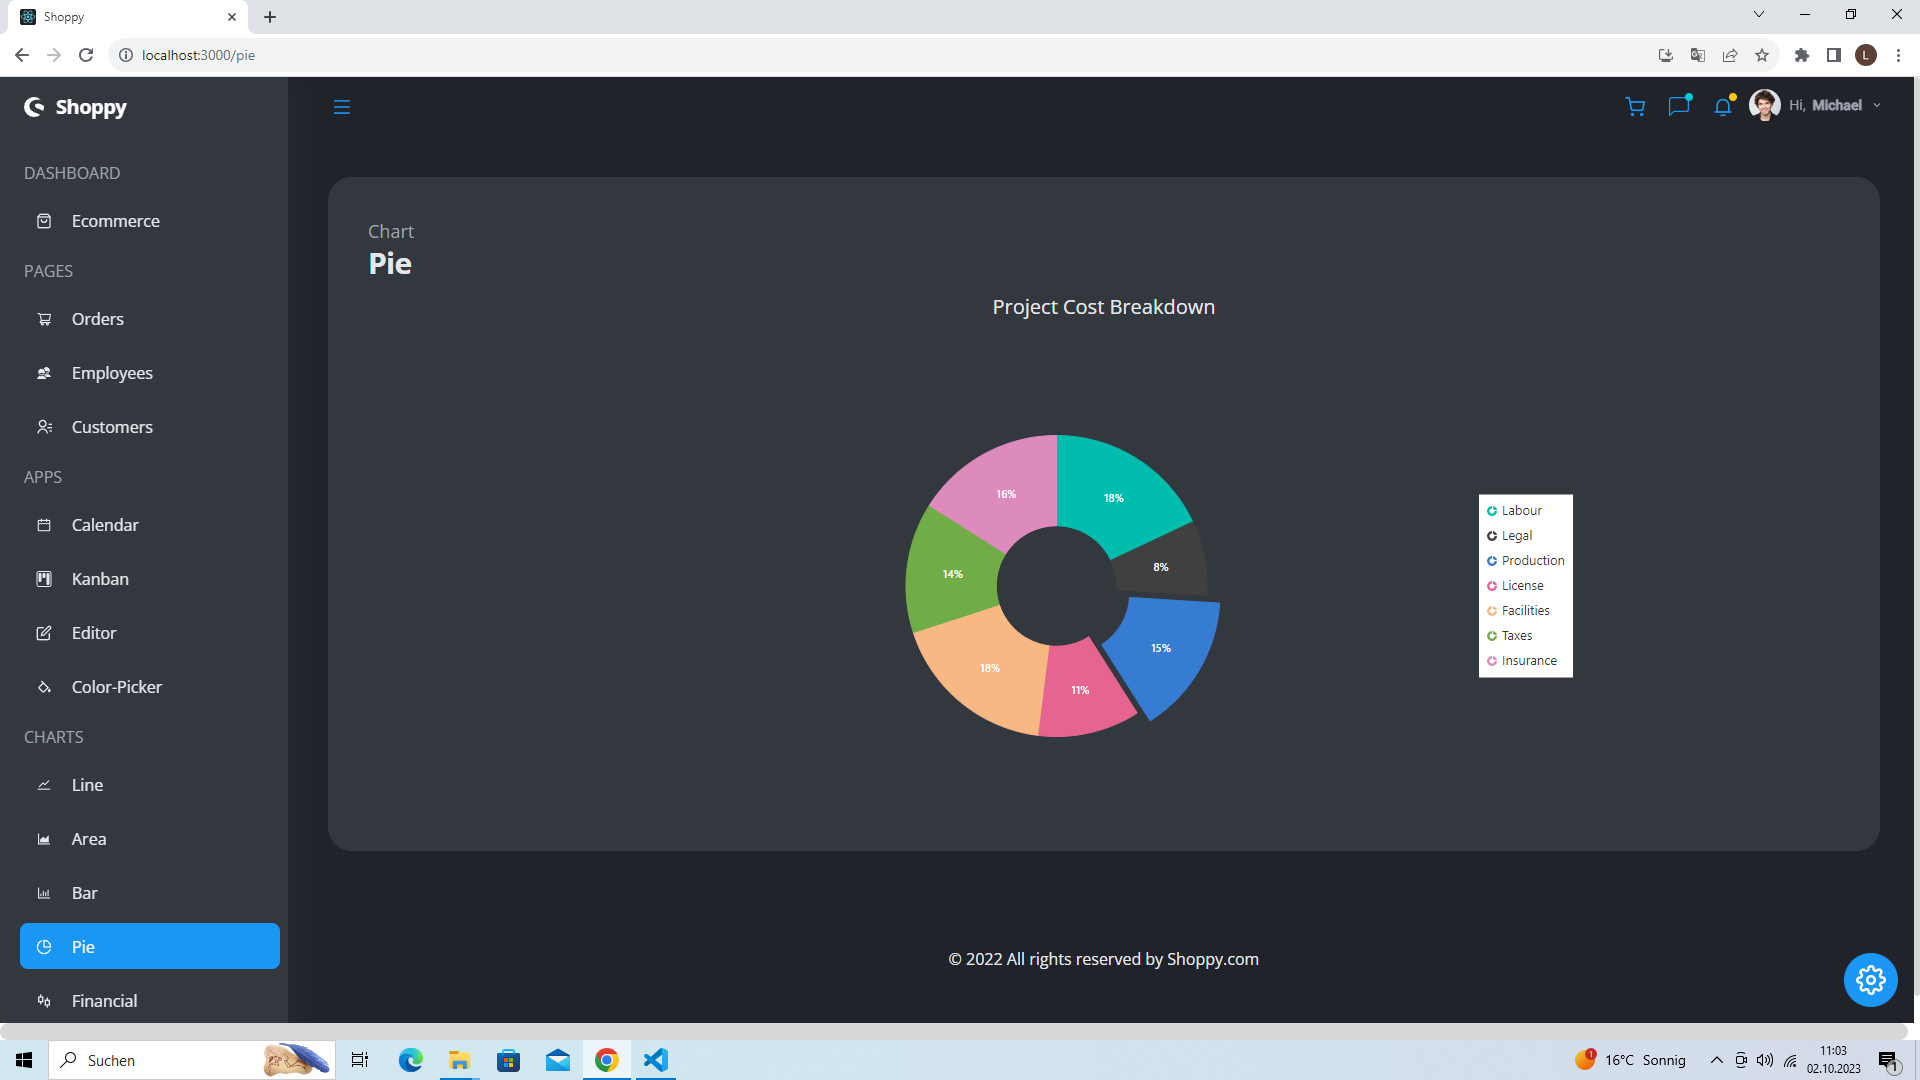 Shoppy
localhost:3000/pie
L
Shoppy
Hi, Michael
DASHBOARD
Ecommerce
PAGES
Orders
Employees
Customers
APPS
Calendar
Kanban
Editor
Color-Picker
CHARTS
Line
Area
Bar
Pie
Financial
Chart
Pie
Project Cost Breakdown
16%
18%
8%
14%
15%
18%
11%
Labour
Legal
Production
License
Facilities
Taxes
Insurance
© 2022 All rights reserved by Shoppy.com
Suchen
1
16°C Sonnig
11:03
02.10.2023
1